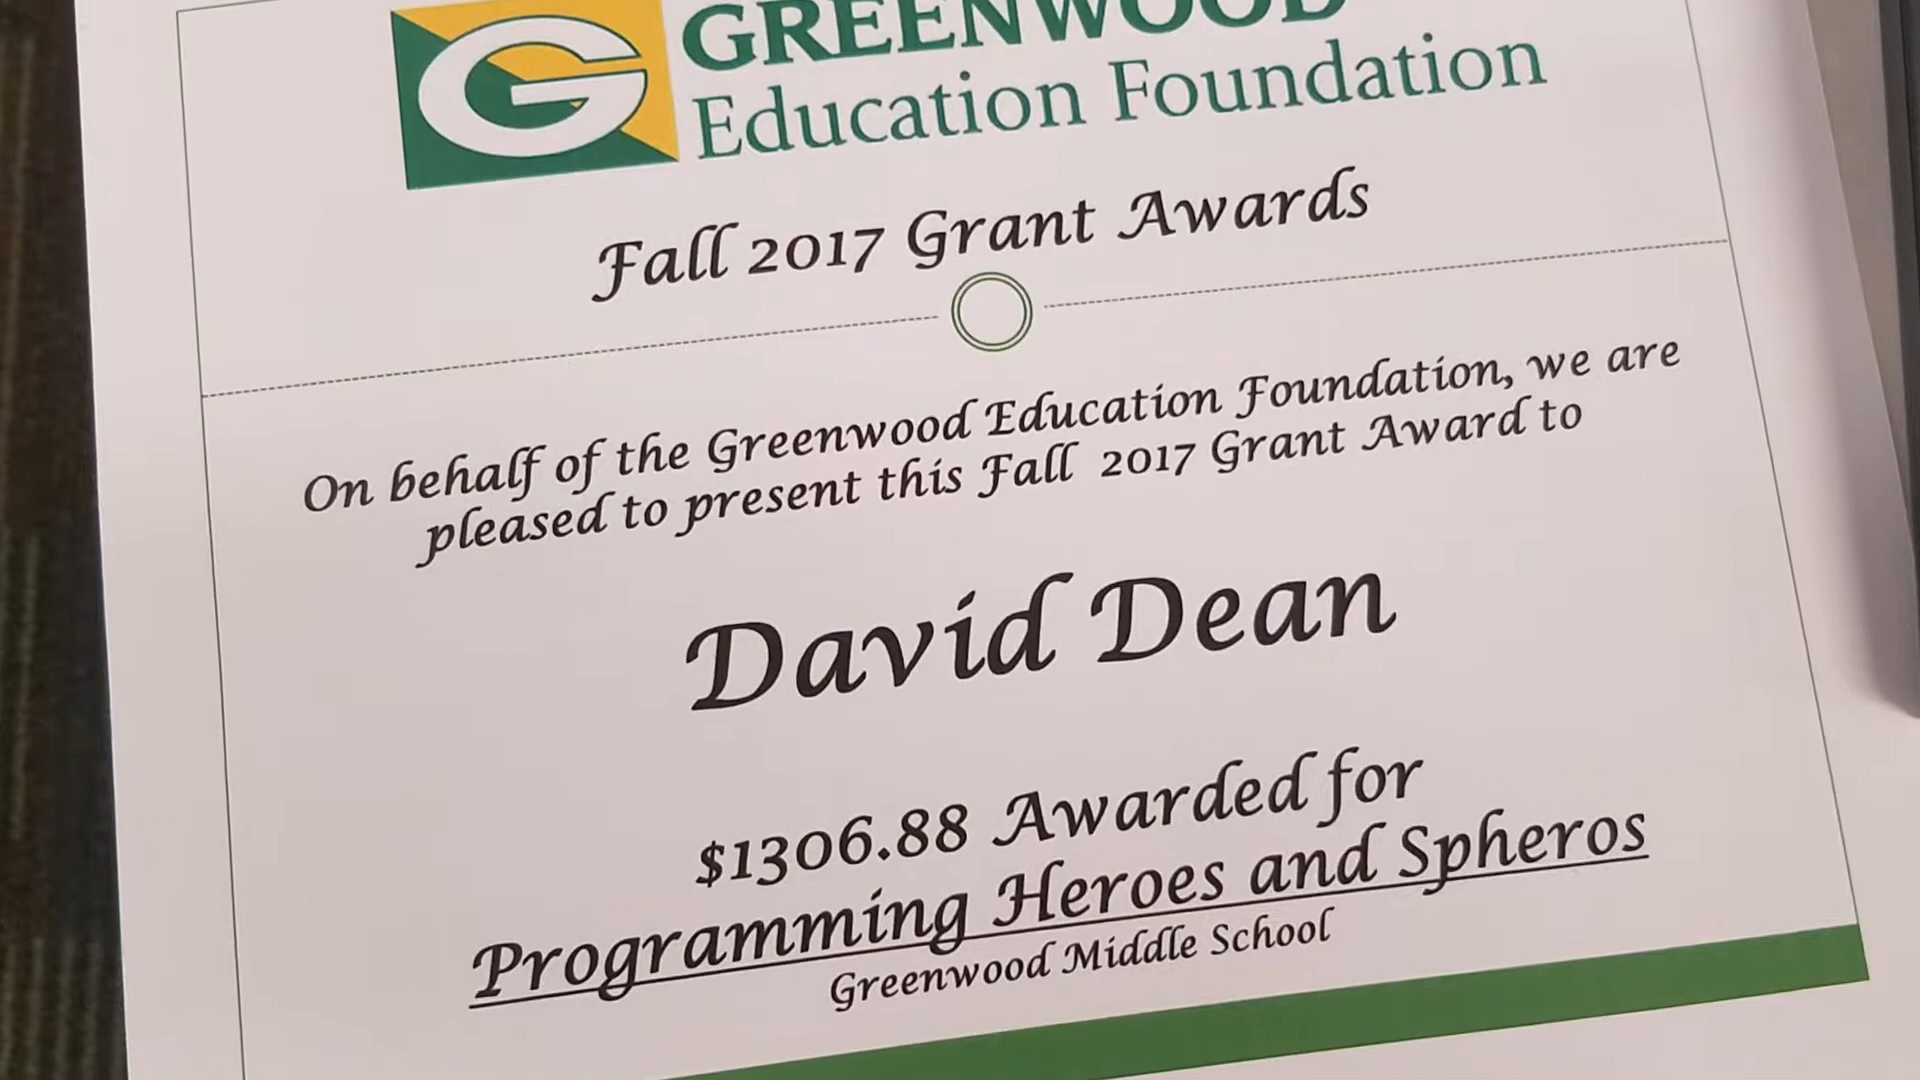 G GREENWOOD
Education Foundation
Fall 2017 Grant Awards
On behalf of the Greenwood Education Foundation, we are
pleased to present this Fall 2017 Grant Award to
David Dean
$1306.88 Awarded for
Programming Heroes and Spheros
Greenwood Middle School